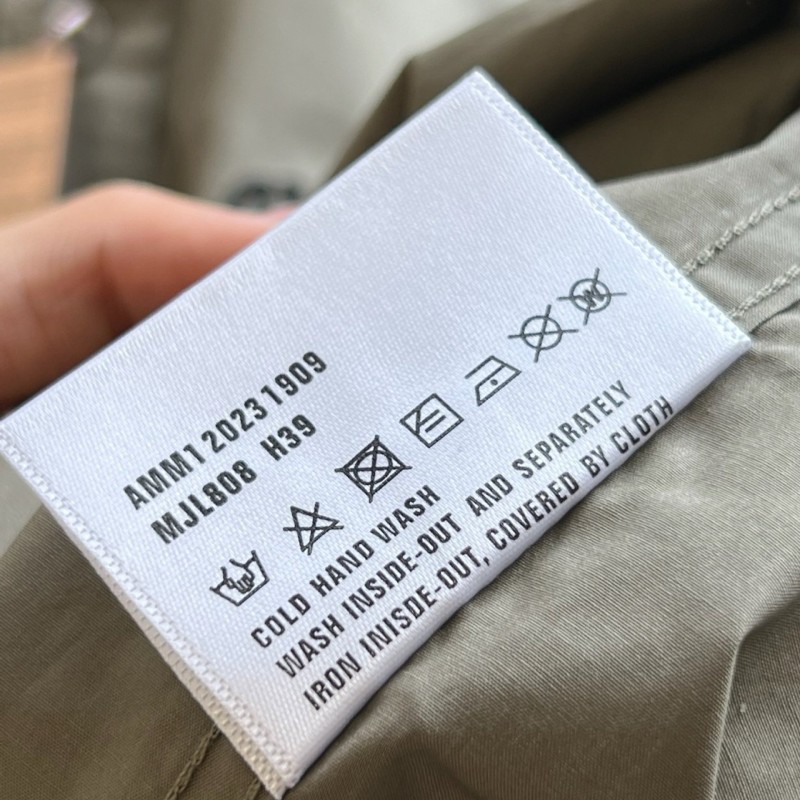 AMM120231909
MJL808 H39
COLD HAND WASH
WASH INSIDE-OUT AND SEPARATELY
IRON INISDE-OUT, COVERED BY CLOTH